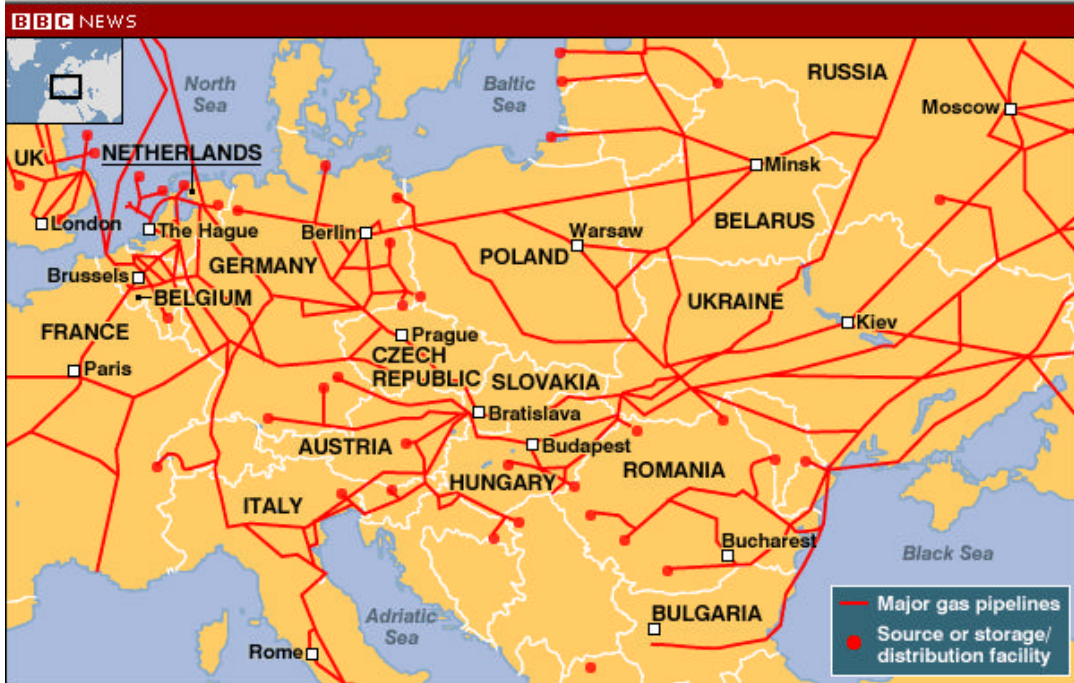 BBC NEWS
North
Sea
Baltic
Sea
RUSSIA
Moscow
UK
NETHERLANDS
Minsk
London
The Hague
Berlin
Warsaw
BELARUS
POLAND
GERMANY
Brussels
BELGIUM
UKRAINE
Kiev
FRANCE
Prague
Paris
CZECH
REPUBLIC
SLOVAKIA
Bratislava
AUSTRIA
Budapest
ROMANIA
HUNGARY
ITALY
Bucharest
Black Sea
Adriatic
Sea
BULGARIA
Rome
Major gas pipelines
Source or storage/
distribution facility